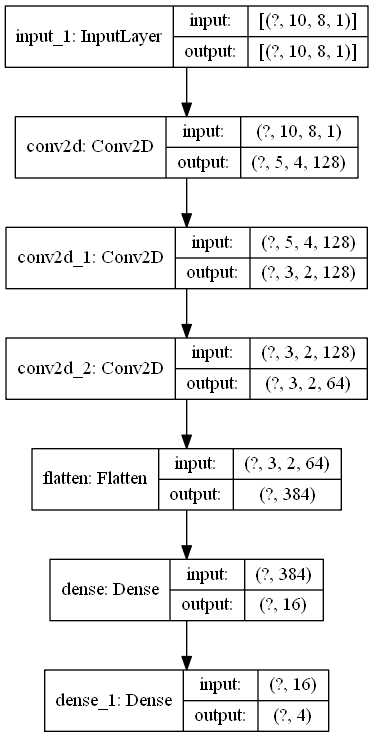 input_1: InputLayer
input: [(?, 10, 8, 1)]
output: [(?, 10, 8, 1)]
conv2d: Conv2D
input: (?, 10, 8, 1)
output: (?, 5, 4, 128)
conv2d_1: Conv2D
input: (?, 5, 4, 128)
output: (?, 3, 2, 128)
conv2d_2: Conv2D
input: (?, 3, 2, 128)
output: (?, 3, 2, 64)
flatten: Flatten
input: (?, 3, 2, 64)
output: (?, 384)
dense: Dense
input: (?, 384)
output: (?, 16)
dense_1: Dense
input: (?, 16)
output: (?, 4)